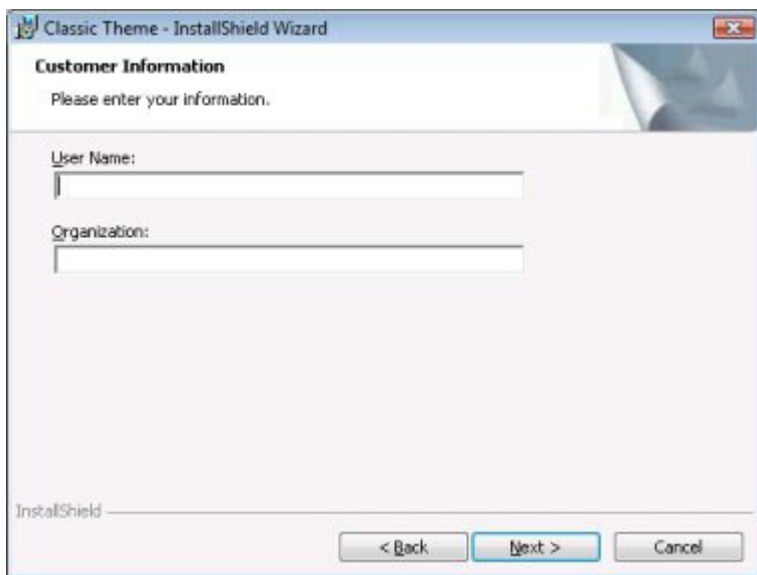 Classic Theme - InstallShield Wizard
Customer Information
Please enter your information.
User Name:
Organization:
InstallShield
< Back Next > Cancel